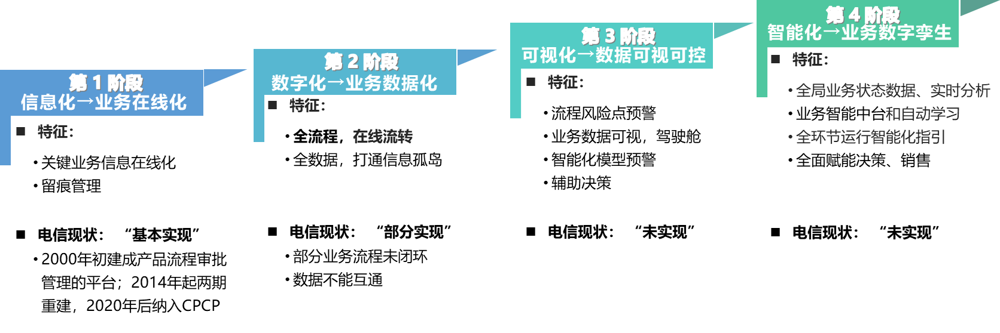 第 1 阶段
信息化→业务在线化
■ 特征：
•关键业务信息在线化
•留痕管理
■ 电信现状： “基本实现”
•2000年初建成产品流程审批
管理的平台；2014年起两期
重建，2020年后纳入CPCP
第 2 阶段
数字化→业务数据化
■ 特征：
•全流程，在线流转
•全数据，打通信息孤岛
■ 电信现状： “部分实现”
•部分业务流程未闭环
•数据不能互通
第 3 阶段
可视化→数据可视可控
■ 特征：
•流程风险点预警
•业务数据可视，驾驶舱
•智能化模型预警
•辅助决策
■ 电信现状： “未实现”
第 4 阶段
智能化→业务数字孪生
■ 特征：
•全局业务状态数据、实时分析
•业务智能中台和自动学习
•全环节运行智能化指引
•全面赋能决策、销售
■ 电信现状： “未实现”